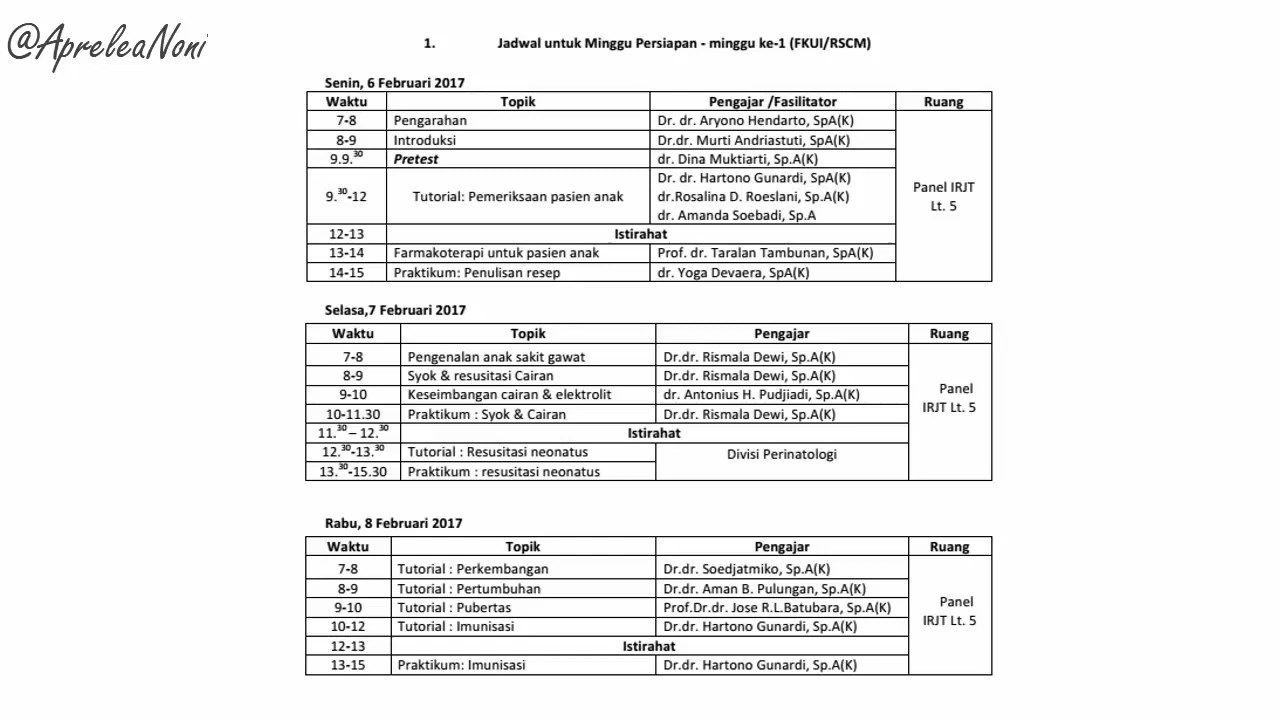 @ApreleaNoni
1. Jadwal untuk Minggu Persiapan - minggu ke-1 (FKUI/RSCM)
Senin, 6 Februari 2017
Waktu Topik Pengajar /Fasilitator Ruang
7-8 Pengarahan Dr. dr. Aryono Hendarto, SpA(K)
8-9 Introduksi Dr.dr. Murti Andriastuti, SpA(K)
9.9.30 Pretest dr. Dina Muktiarti, Sp.A(K)
Dr. dr. Hartono Gunardi, SpA(K)
9.30-12 Tutorial: Pemeriksaan pasien anak dr.Rosalina D. Roeslani, Sp.A(K)
dr. Amanda Soebadi, Sp.A
Panel IRJT
Lt. 5
12-13 Istirahat
13-14 Farmakoterapi untuk pasien anak Prof. dr. Taralan Tambunan, SpA(K)
14-15 Praktikum: Penulisan resep dr. Yoga Devaera, SpA(K)
Selasa,7 Februari 2017
Waktu Topik Pengajar Ruang
7-8 Pengenalan anak sakit gawat Dr.dr. Rismala Dewi, Sp.A(K)
8-9 Syok & resusitasi Cairan Dr.dr. Rismala Dewi, Sp.A(K)
9-10 Keseimbangan cairan & elektrolit dr. Antonius H. Pudjiadi, Sp.A(K)
10-11.30 Praktikum : Syok & Cairan Dr.dr. Rismala Dewi, Sp.A(K)
Panel
IRJT Lt. 5
11.30 – 12.30 Istirahat
12.30-13.30 Tutorial : Resusitasi neonatus Divisi Perinatologi
13.30-15.30 Praktikum : resusitasi neonatus
Rabu, 8 Februari 2017
Waktu Topik Pengajar Ruang
7-8 Tutorial : Perkembangan Dr.dr. Soedjatmiko, Sp.A(K)
8-9 Tutorial : Pertumbuhan Dr.dr. Aman B. Pulungan, Sp.A(K)
9-10 Tutorial : Pubertas Prof.Dr.dr. Jose R.L.Batubara, Sp.A(K)
10-12 Tutorial : Imunisasi Dr.dr. Hartono Gunardi, Sp.A(K)
Panel
IRJT Lt. 5
12-13 Istirahat
13-15 Praktikum: Imunisasi Dr.dr. Hartono Gunardi, Sp.A(K)